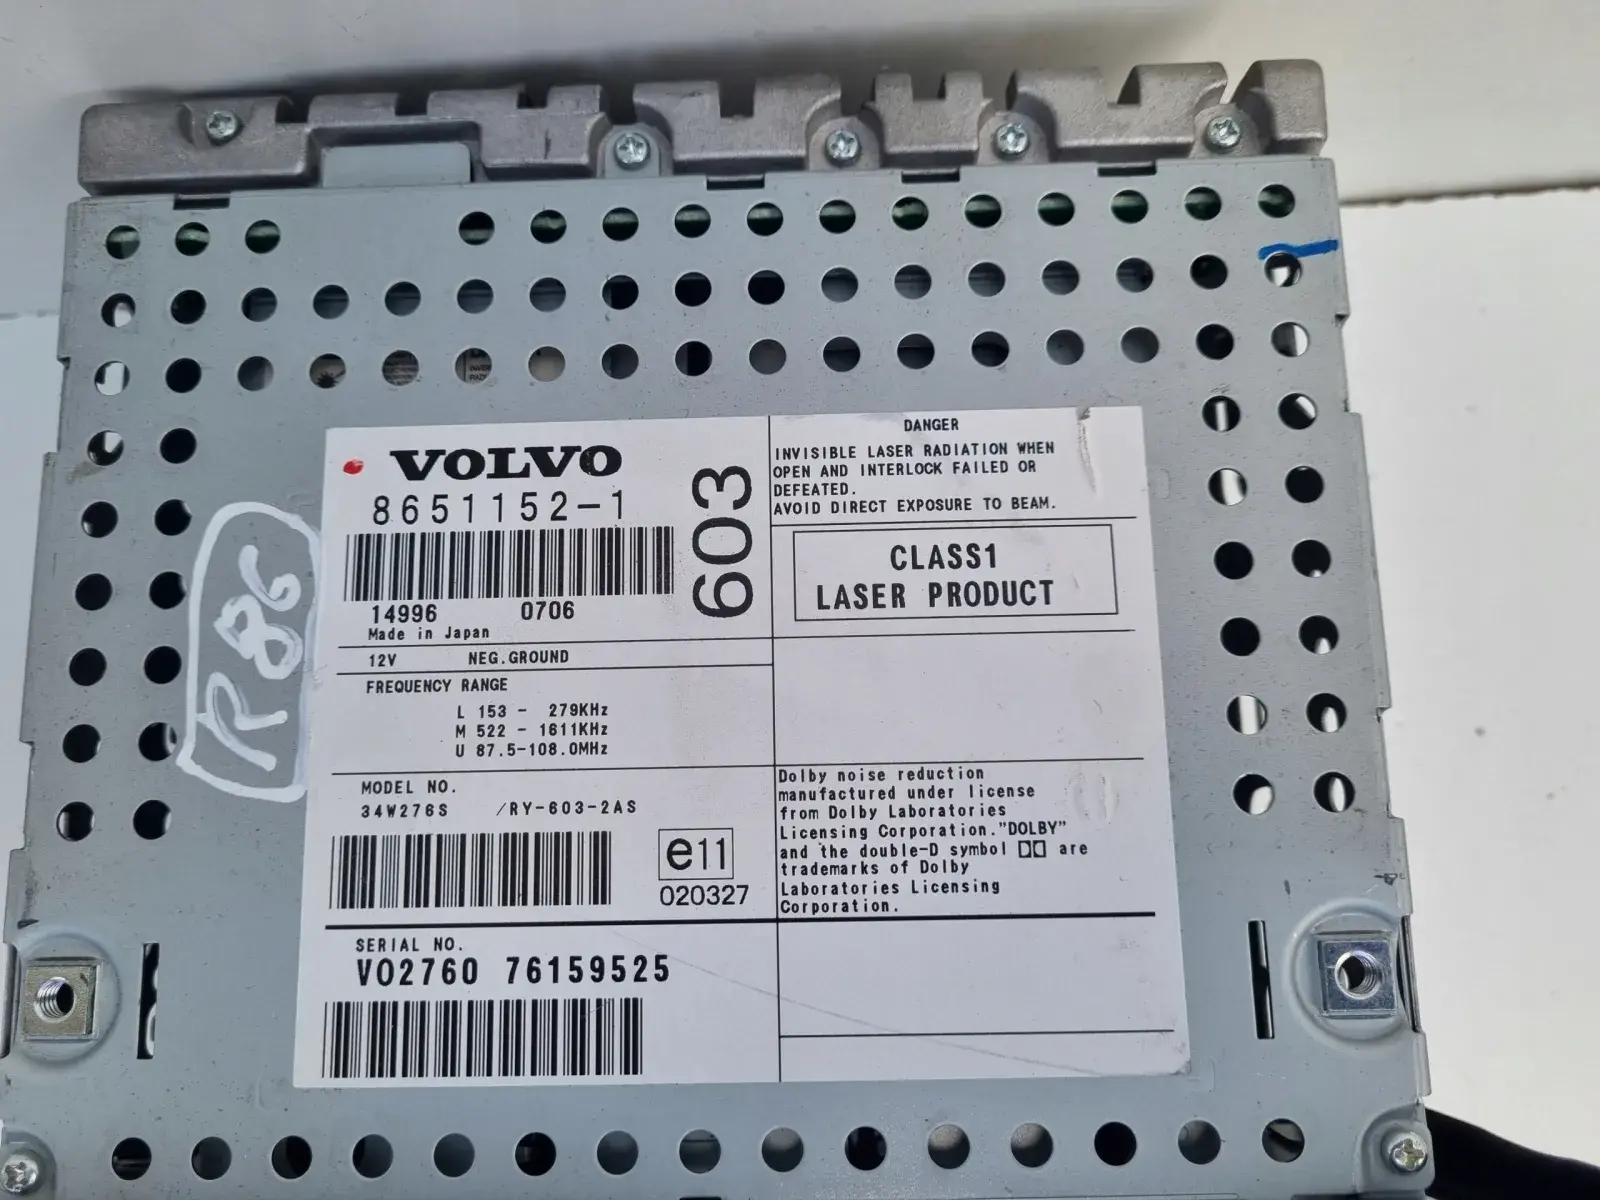 VOLVO
8651152-1
603
14996 0706
Made in Japan
12V NEG.GROUND
FREQUENCY RANGE
L 153 - 279KHz
M 522 - 1611KHz
U 87.5-108.0MHz
MODEL NO.
34W276S /RY-603-2AS
e11
020327
SERIAL NO.
VO2760 76159525
DANGER
INVISIBLE LASER RADIATION WHEN
OPEN AND INTERLOCK FAILED OR
DEFEATED.
AVOID DIRECT EXPOSURE TO BEAM.
CLASS1
LASER PRODUCT
Dolby noise reduction
manufactured under license
from Dolby Laboratories
Licensing Corporation."DOLBY"
and the double-D symbol are
trademarks of Dolby
Laboratories Licensing
Corporation.
R86